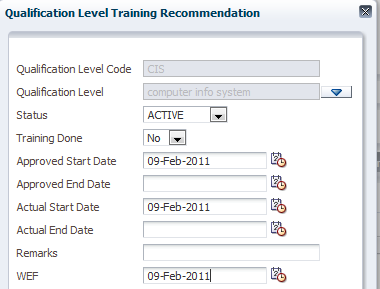 Qualification Level Training Recommendation
Qualification Level Code CIS
Qualification Level computer info system
Status ACTIVE
Training Done No
Approved Start Date 09-Feb-2011
Approved End Date
Actual Start Date 09-Feb-2011
Actual End Date
Remarks
WEF 09-Feb-2011